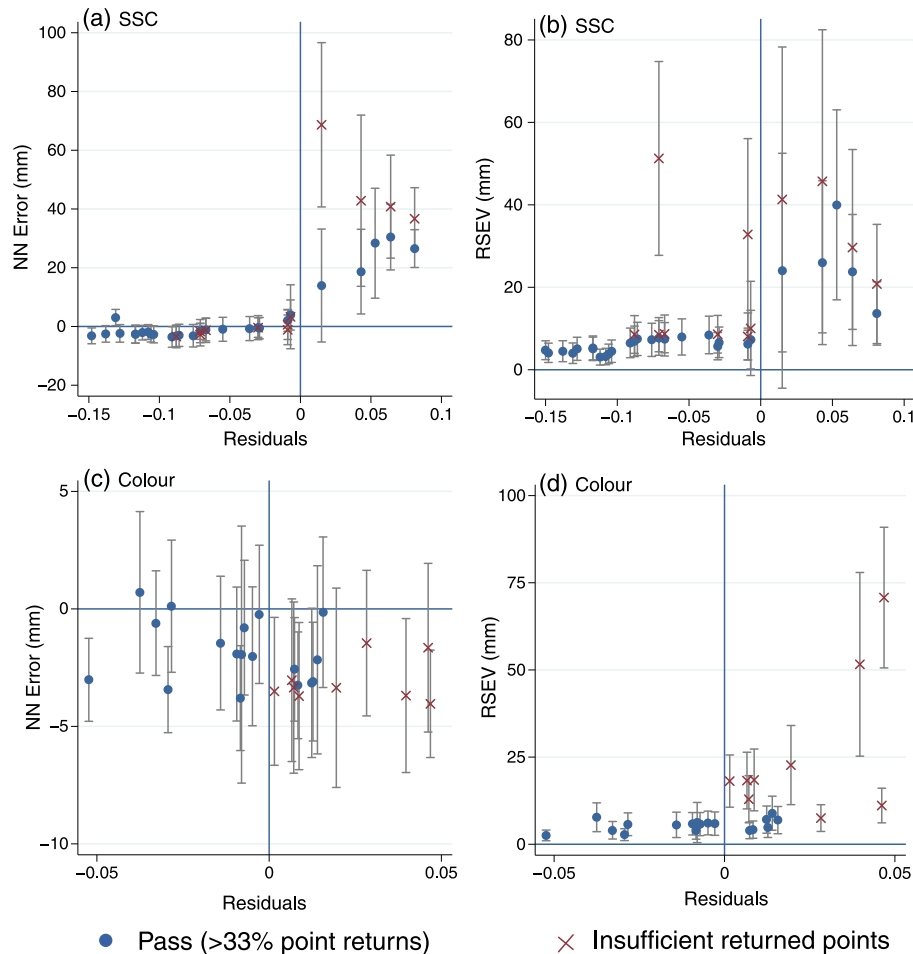 (a) SSC
100
80
60
40
20
0
−20
NN Error (mm)
−0.15
−0.1
−0.05
0
0.05
0.1
Residuals
(b) SSC
80
60
40
20
0
RSEV (mm)
−0.15
−0.1
−0.05
0
0.05
0.1
Residuals
(c) Colour
5
0
−5
−10
NN Error (mm)
−0.05
0
0.05
Residuals
(d) Colour
100
75
50
25
0
RSEV (mm)
−0.05
0
0.05
Residuals
Pass (>33% point returns)
Insufficient returned points